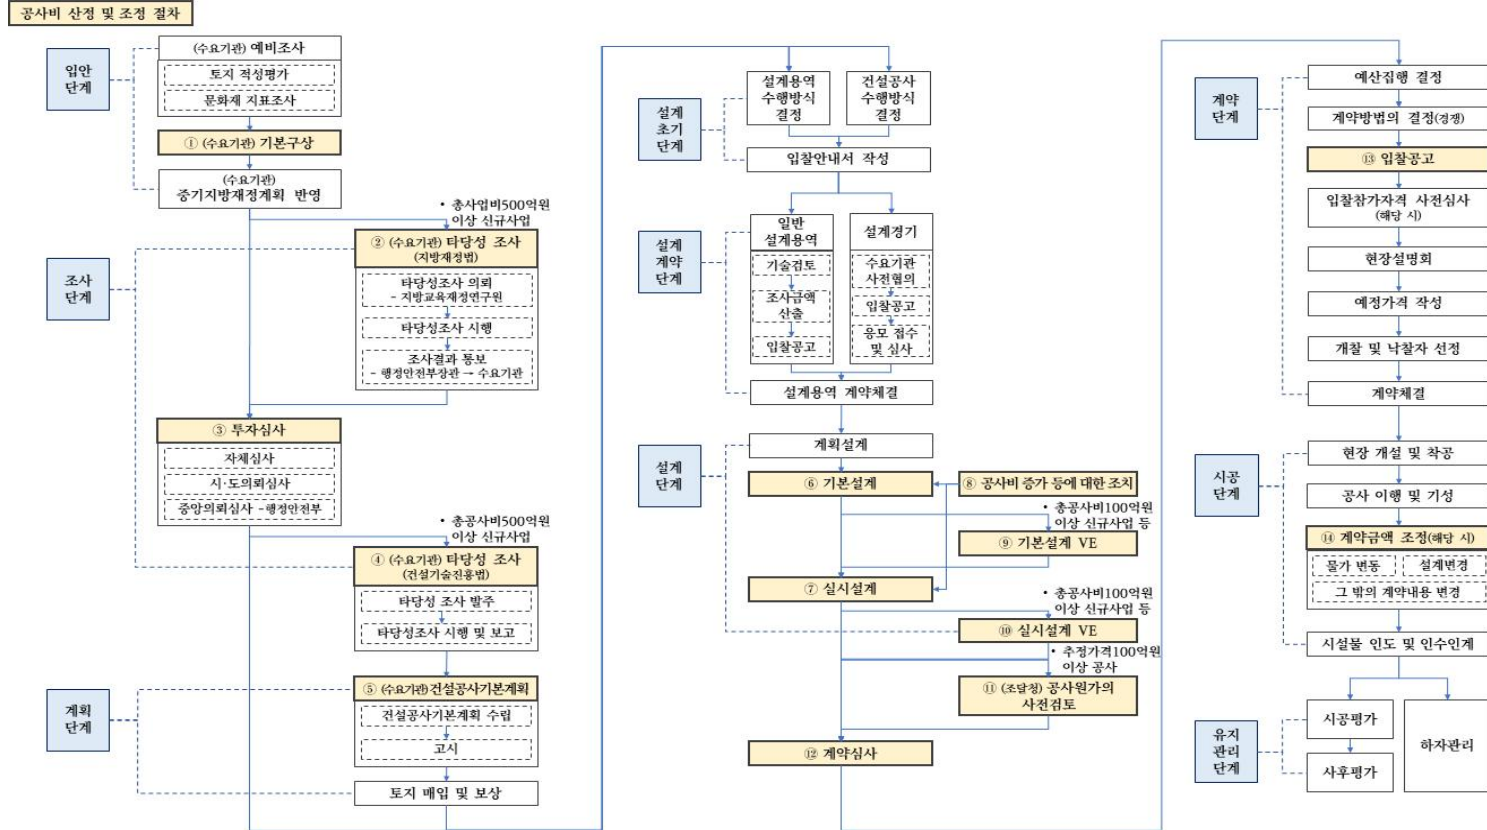 공사비 산정 및 조정 절차
입안
단계
(수요기관) 예비조사
토지 적성평가
문화재 지표조사
① (수요기관) 기본구상
(수요기관)
중기지방재정계획 반영
• 총사업비500억원
이상 신규사업
조사
단계
② (수요기관) 타당성 조사
(지방재정법)
타당성조사 의뢰
- 지방교육재정연구원
타당성조사 시행
조사결과 통보
- 행정안전부장관 → 수요기관
③ 투자심사
자체심사
시·도의뢰심사
중앙의뢰심사 -행정안전부
• 총공사비500억원
이상 신규사업
④ (수요기관) 타당성 조사
(건설기술진흥법)
타당성 조사 발주
타당성조사 시행 및 보고
계획
단계
⑤ (수요기관)건설공사기본계획
건설공사기본계획 수립
고시
토지 매입 및 보상
설계
초기
단계
설계용역
수행방식
결정
건설공사
수행방식
결정
입찰안내서 작성
설계
계약
단계
일반
설계용역
기술검토
조사금액
산출
입찰공고
설계경기
수요기관
사전협의
입찰공고
응모 접수
및 심사
설계용역 계약체결
설계
단계
계획설계
⑥ 기본설계
⑧ 공사비 증가 등에 대한 조치
• 총공사비100억원
이상 신규사업 등
⑨ 기본설계 VE
⑦ 실시설계
• 총공사비100억원
이상 신규사업 등
⑩ 실시설계 VE
• 추정가격100억원
이상 공사
⑪ (조달청) 공사원가의
사전검토
⑫ 계약심사
계약
단계
예산집행 결정
계약방법의 결정(경쟁)
⑬ 입찰공고
입찰참가자격 사전심사
(해당 시)
현장설명회
예정가격 작성
개찰 및 낙찰자 선정
계약체결
시공
단계
현장 개설 및 착공
공사 이행 및 기성
⑭ 계약금액 조정(해당 시)
물가 변동
설계변경
그 밖의 계약내용 변경
시설물 인도 및 인수인계
유지
관리
단계
시공평가
사후평가
하자관리